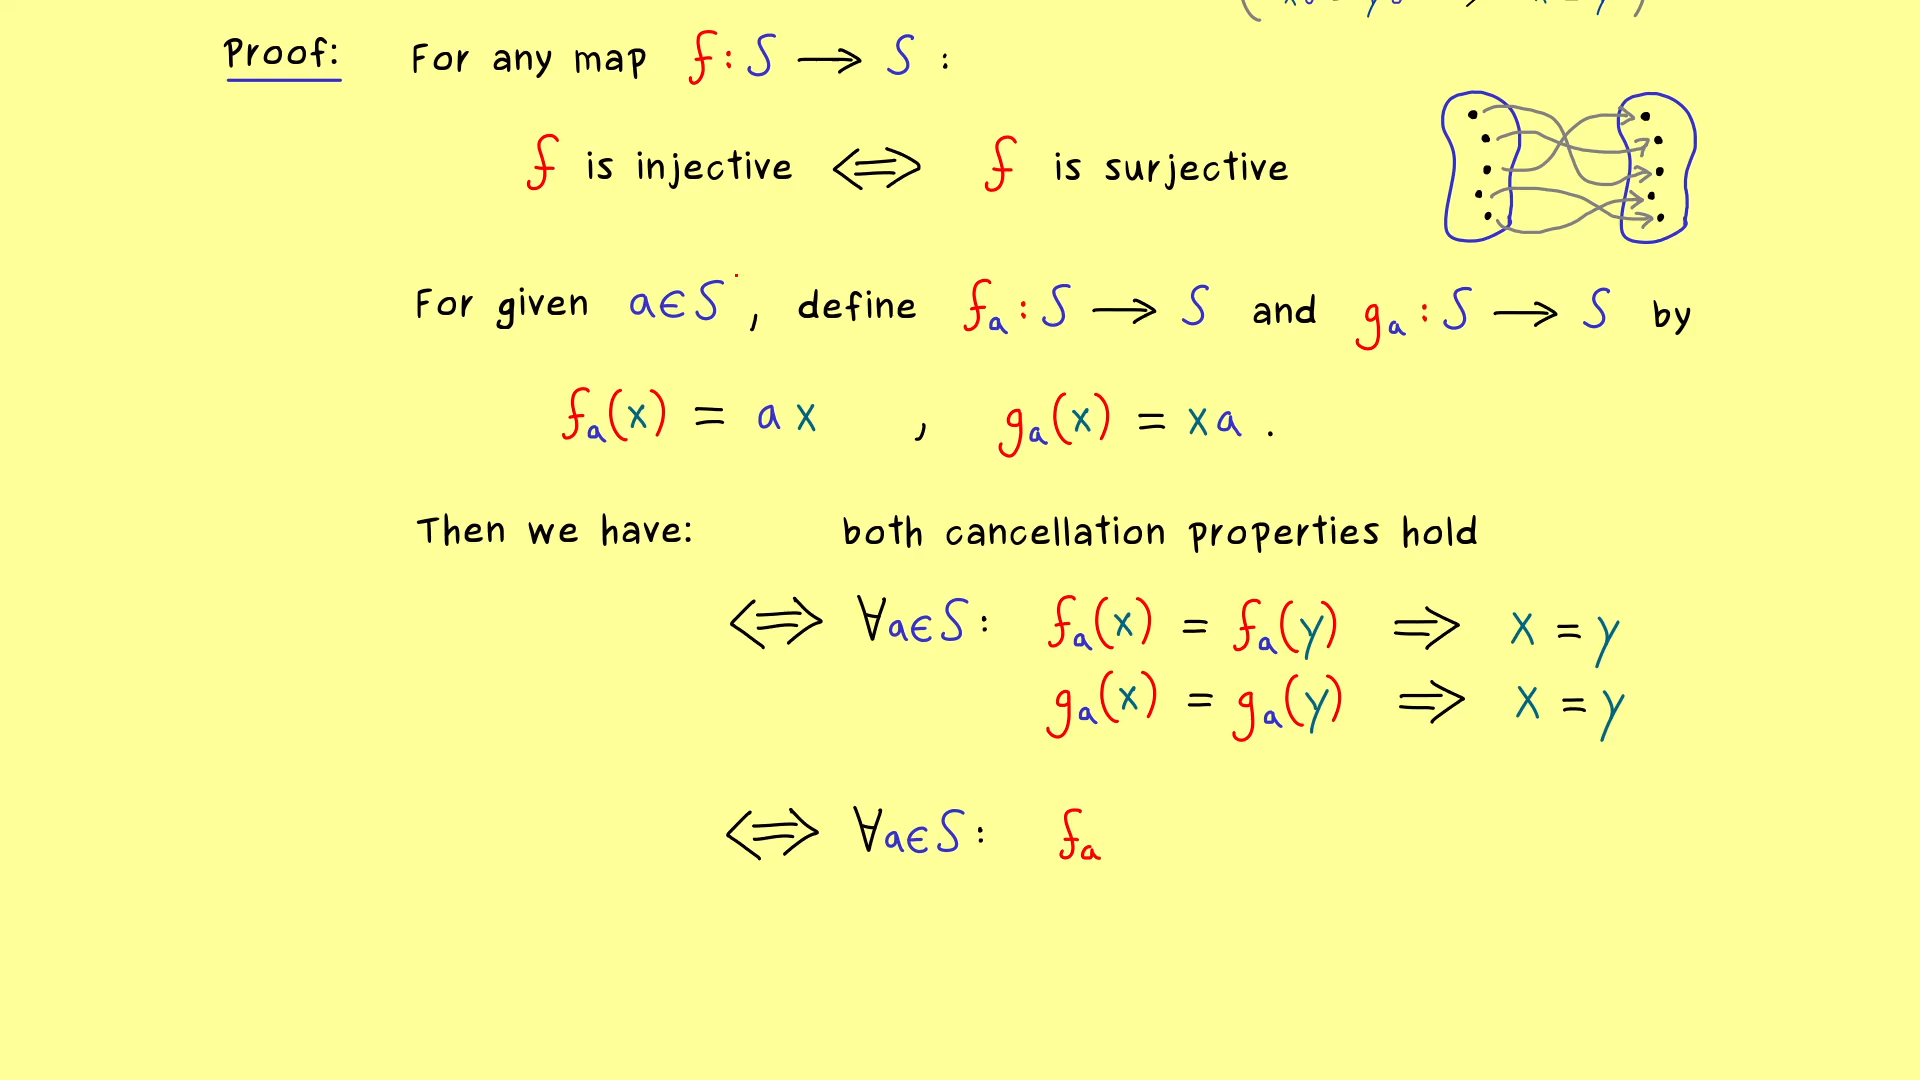 Proof: For any map f : S ⟶ S :
f is injective ⟺ f is surjective
For given a∈S , define fₐ : S ⟶ S and gₐ : S ⟶ S by
fₐ(x) = a x , gₐ(x) = x a .
Then we have: both cancellation properties hold
⟺ ∀a∈S : fₐ(x) = fₐ(y) ⟹ x = y
gₐ(x) = gₐ(y) ⟹ x = y
⟺ ∀a∈S : fₐ